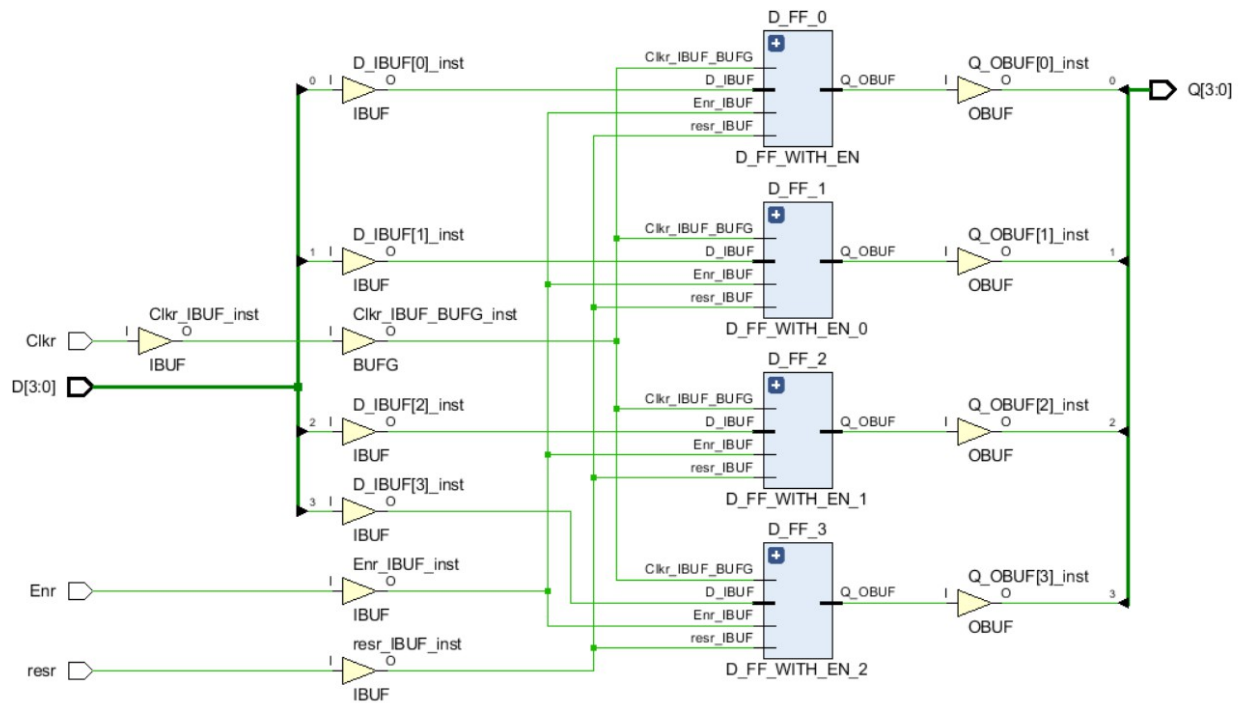 D_FF_0
D_IBUF[0]_inst
Clkr_IBUF_BUFG
Q_OBUF[0]_inst
0 I O
D_IBUF
Q_OBUF
I O 0
Q[3:0]
IBUF
Enr_IBUF
OBUF
resr_IBUF
D_FF_WITH_EN
D_FF_1
D_IBUF[1]_inst
Clkr_IBUF_BUFG
Q_OBUF[1]_inst
1 I O
D_IBUF
Q_OBUF
I O 1
IBUF
Enr_IBUF
OBUF
resr_IBUF
Clkr_IBUF_inst
Clkr_IBUF_BUFG_inst
D_FF_WITH_EN_0
Clkr
I O
I O
IBUF
BUFG
D_FF_2
D[3:0]
D_IBUF[2]_inst
Clkr_IBUF_BUFG
Q_OBUF[2]_inst
2 I O
D_IBUF
Q_OBUF
I O 2
IBUF
Enr_IBUF
OBUF
resr_IBUF
D_IBUF[3]_inst
D_FF_WITH_EN_1
3 I O
IBUF
D_FF_3
Enr_IBUF_inst
Clkr_IBUF_BUFG
Q_OBUF[3]_inst
Enr
I O
D_IBUF
Q_OBUF
I O 3
IBUF
Enr_IBUF
OBUF
resr_IBUF_inst
resr_IBUF
resr
I O
D_FF_WITH_EN_2
IBUF